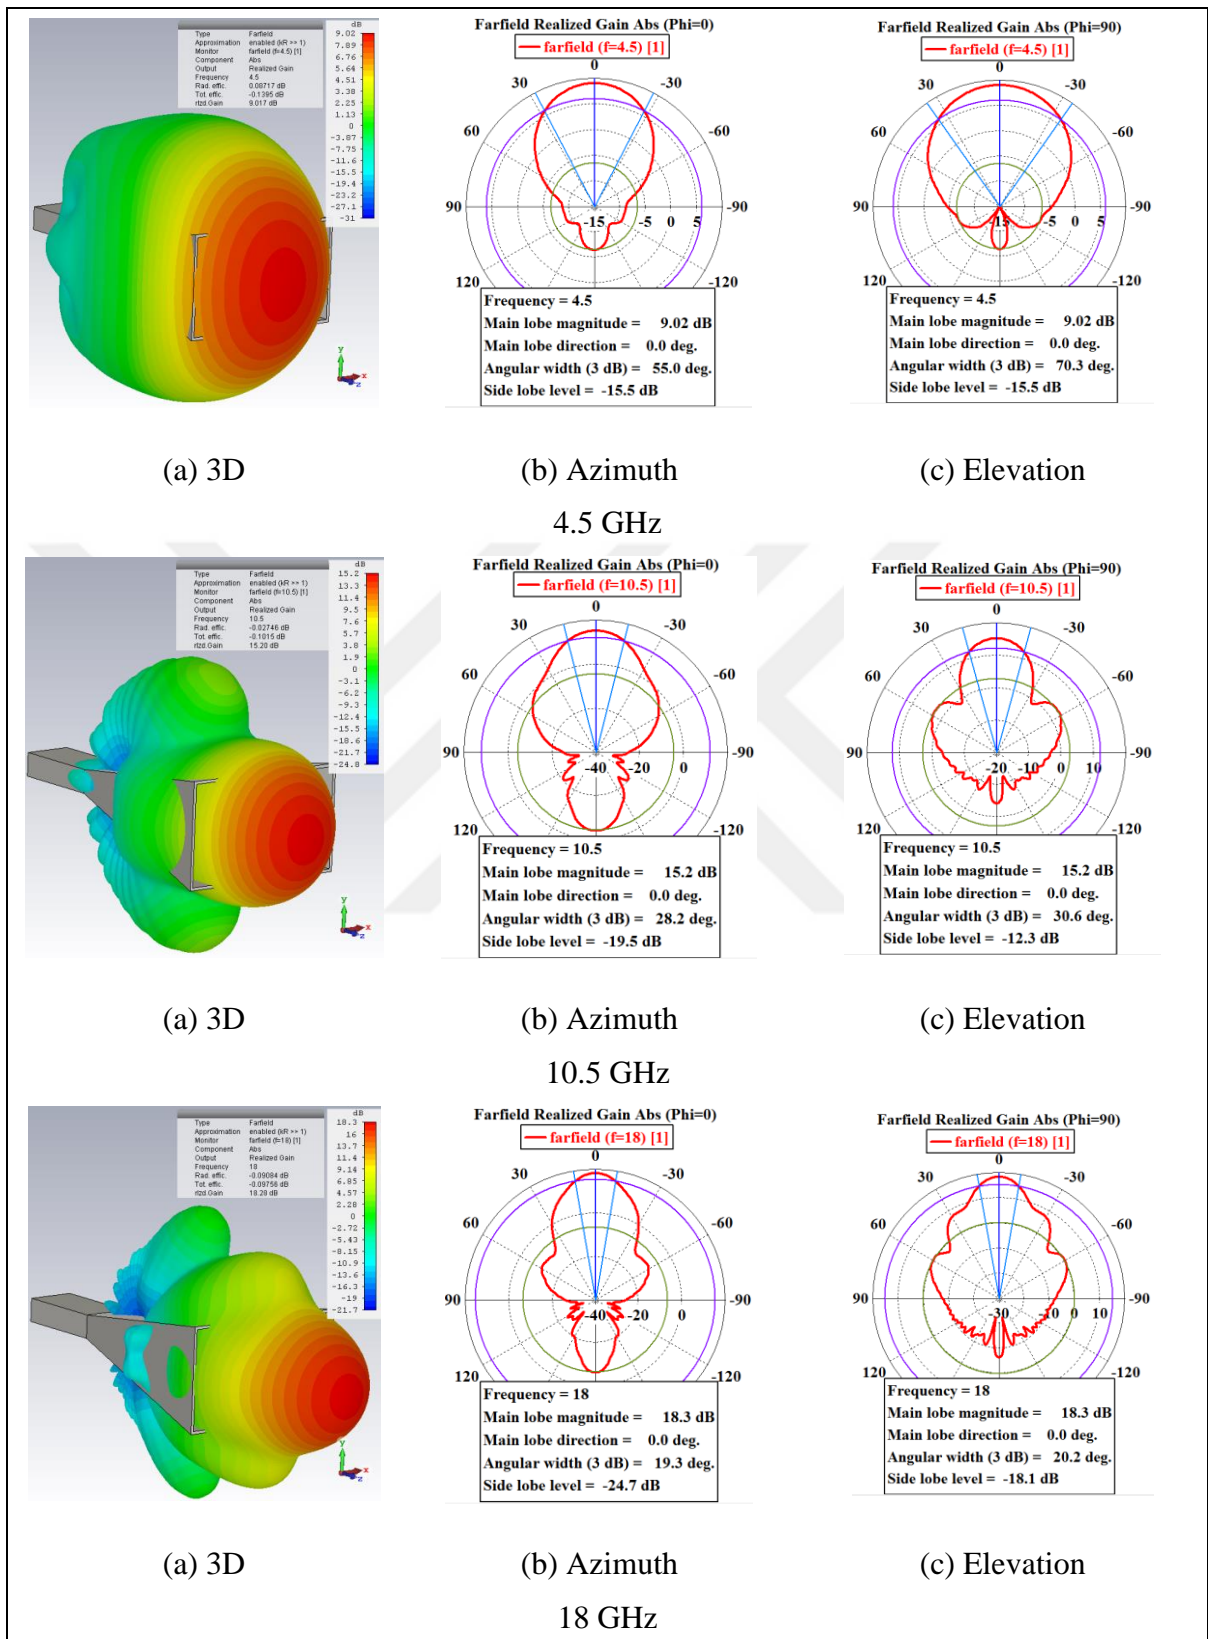 Type Farfield
Approximation enabled (kR >> 1)
Monitor farfield (f=4.5) [1]
Component Abs
Output Realized Gain
Frequency 4.5
Rad. effic. 0.08717 dB
Tot. effic. -0.1395 dB
rlzd.Gain 9.017 dB
dB
9.02
7.89
6.76
5.64
4.51
3.38
2.25
1.13
0
-3.87
-7.75
-11.6
-15.5
-19.4
-23.2
-27.1
-31
y
x
z
Farfield Realized Gain Abs (Phi=0)
farfield (f=4.5) [1]
0
30 -30
60 -60
90 -90
-15 -5 0 5
120 -120
Frequency = 4.5
Main lobe magnitude = 9.02 dB
Main lobe direction = 0.0 deg.
Angular width (3 dB) = 55.0 deg.
Side lobe level = -15.5 dB
Farfield Realized Gain Abs (Phi=90)
farfield (f=4.5) [1]
0
30 -30
60 -60
90 -90
-15 -5 0 5
120 -120
Frequency = 4.5
Main lobe magnitude = 9.02 dB
Main lobe direction = 0.0 deg.
Angular width (3 dB) = 70.3 deg.
Side lobe level = -15.5 dB
(a) 3D (b) Azimuth (c) Elevation
4.5 GHz
Type Farfield
Approximation enabled (kR >> 1)
Monitor farfield (f=10.5) [1]
Component Abs
Output Realized Gain
Frequency 10.5
Rad. effic. -0.02746 dB
Tot. effic. -0.1015 dB
rlzd.Gain 15.20 dB
dB
15.2
13.3
11.4
9.5
7.6
5.7
3.8
1.9
0
-3.1
-6.2
-9.3
-12.4
-15.5
-18.6
-21.7
-24.8
y
x
z
Farfield Realized Gain Abs (Phi=0)
farfield (f=10.5) [1]
0
30 -30
60 -60
90 -90
-40 -20 0
120 -120
Frequency = 10.5
Main lobe magnitude = 15.2 dB
Main lobe direction = 0.0 deg.
Angular width (3 dB) = 28.2 deg.
Side lobe level = -19.5 dB
Farfield Realized Gain Abs (Phi=90)
farfield (f=10.5) [1]
0
30 -30
60 -60
90 -90
-20 -10 0 10
120 -120
Frequency = 10.5
Main lobe magnitude = 15.2 dB
Main lobe direction = 0.0 deg.
Angular width (3 dB) = 30.6 deg.
Side lobe level = -12.3 dB
(a) 3D (b) Azimuth (c) Elevation
10.5 GHz
Type Farfield
Approximation enabled (kR >> 1)
Monitor farfield (f=18) [1]
Component Abs
Output Realized Gain
Frequency 18
Rad. effic. -0.09084 dB
Tot. effic. -0.09756 dB
rlzd.Gain 18.28 dB
dB
18.3
16
13.7
11.4
9.14
6.85
4.57
2.28
0
-2.72
-5.43
-8.15
-10.9
-13.6
-16.3
-19
-21.7
y
x
z
Farfield Realized Gain Abs (Phi=0)
farfield (f=18) [1]
0
30 -30
60 -60
90 -90
-40 -20 0
120 -120
Frequency = 18
Main lobe magnitude = 18.3 dB
Main lobe direction = 0.0 deg.
Angular width (3 dB) = 19.3 deg.
Side lobe level = -24.7 dB
Farfield Realized Gain Abs (Phi=90)
farfield (f=18) [1]
0
30 -30
60 -60
90 -90
-30 -10 0 10
120 -120
Frequency = 18
Main lobe magnitude = 18.3 dB
Main lobe direction = 0.0 deg.
Angular width (3 dB) = 20.2 deg.
Side lobe level = -18.1 dB
(a) 3D (b) Azimuth (c) Elevation
18 GHz